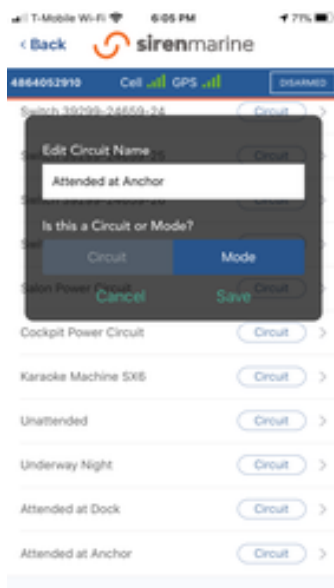 T-Mobile Wi-Fi 6:05 PM 71%
Back sirenmarine
4864052910 Cell GPS DISARMED
Switch 39299-24659-24 Circuit
Edit Circuit Name
Attended at Anchor
Is this a Circuit or Mode?
Circuit Mode
Salon Power Circuit
Cancel Save
Cockpit Power Circuit Circuit
Karaoke Machine SX6 Circuit
Unattended Circuit
Underway Night Circuit
Attended at Dock Circuit
Attended at Anchor Circuit